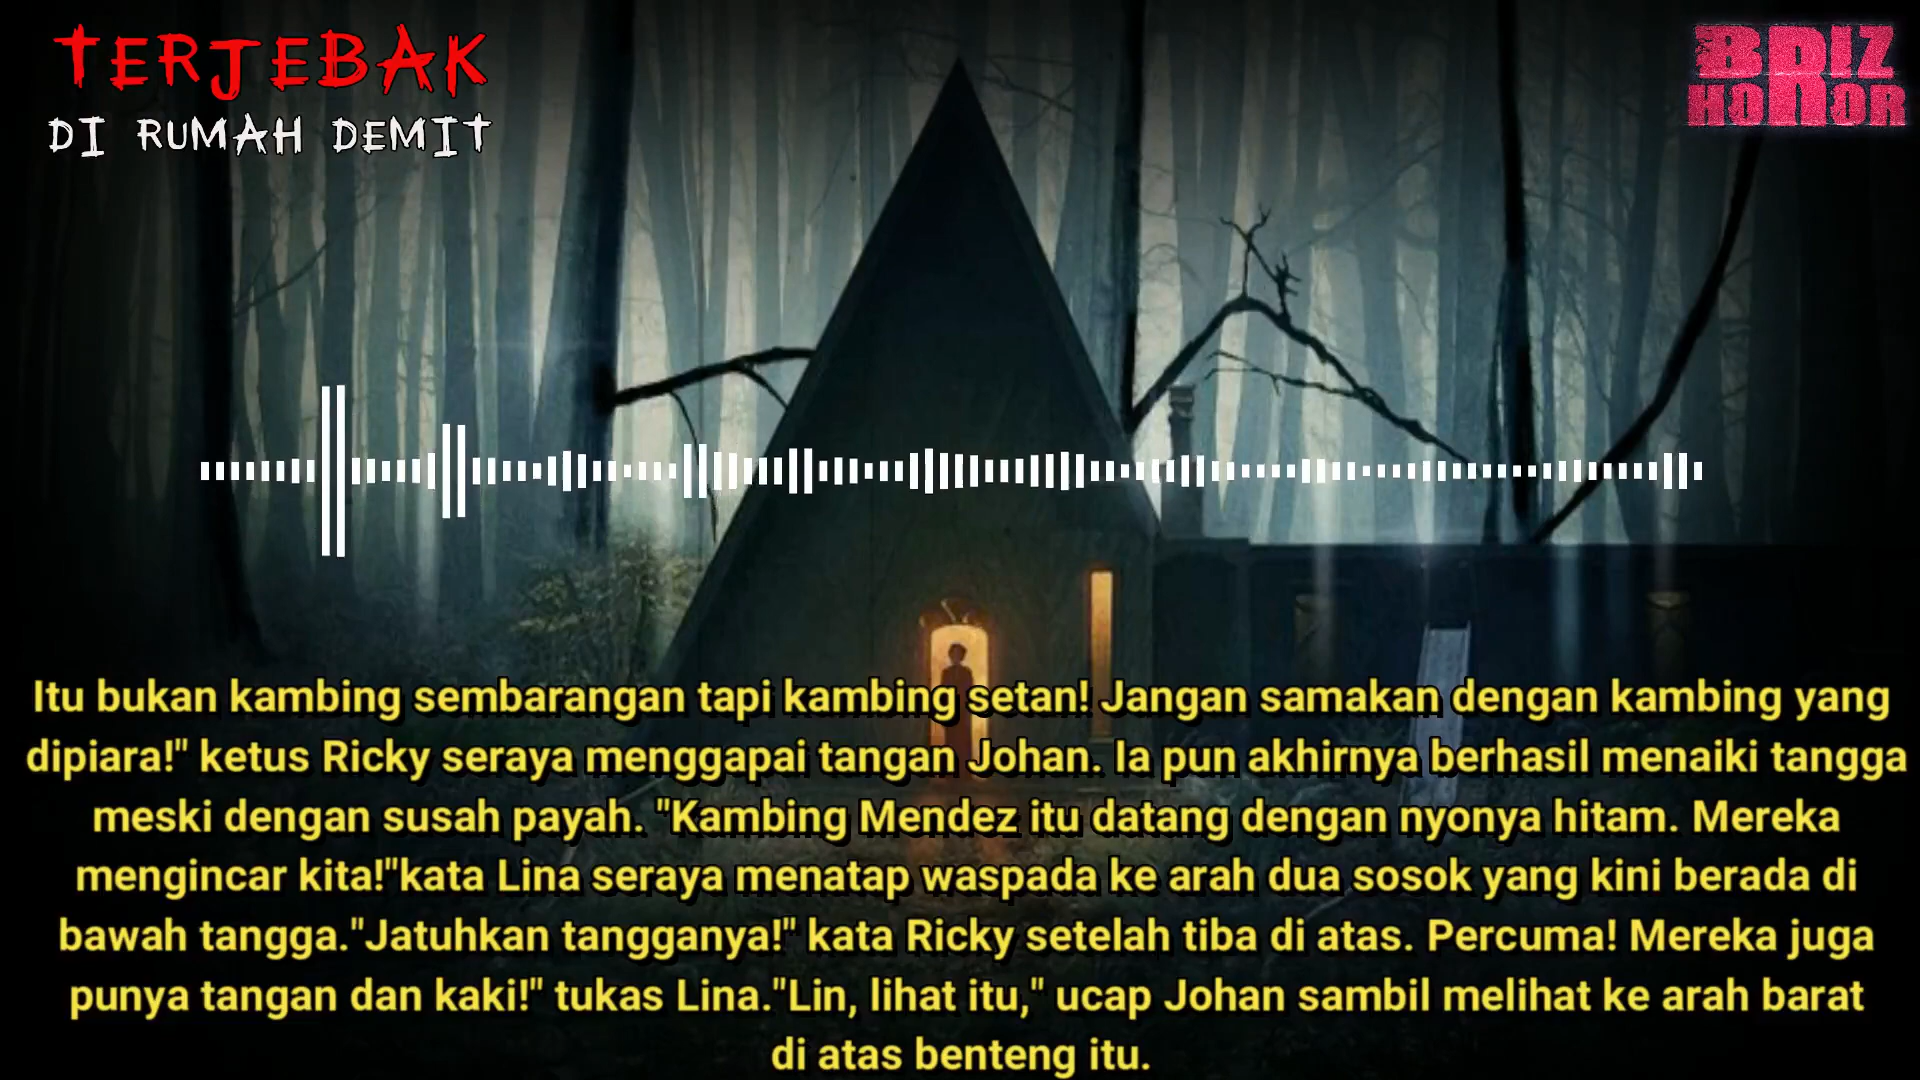 TERJEBAK
DI RUMAH DEMIT
BDIZ
HORROR
Itu bukan kambing sembarangan tapi kambing setan! Jangan samakan dengan kambing yang
dipiara!" ketus Ricky seraya menggapai tangan Johan. Ia pun akhirnya berhasil menaiki tangga
meski dengan susah payah. "Kambing Mendez itu datang dengan nyonya hitam. Mereka
mengincar kita!"kata Lina seraya menatap waspada ke arah dua sosok yang kini berada di
bawah tangga."Jatuhkan tangganya!" kata Ricky setelah tiba di atas. Percuma! Mereka juga
punya tangan dan kaki!" tukas Lina."Lin, lihat itu," ucap Johan sambil melihat ke arah barat
di atas benteng itu.